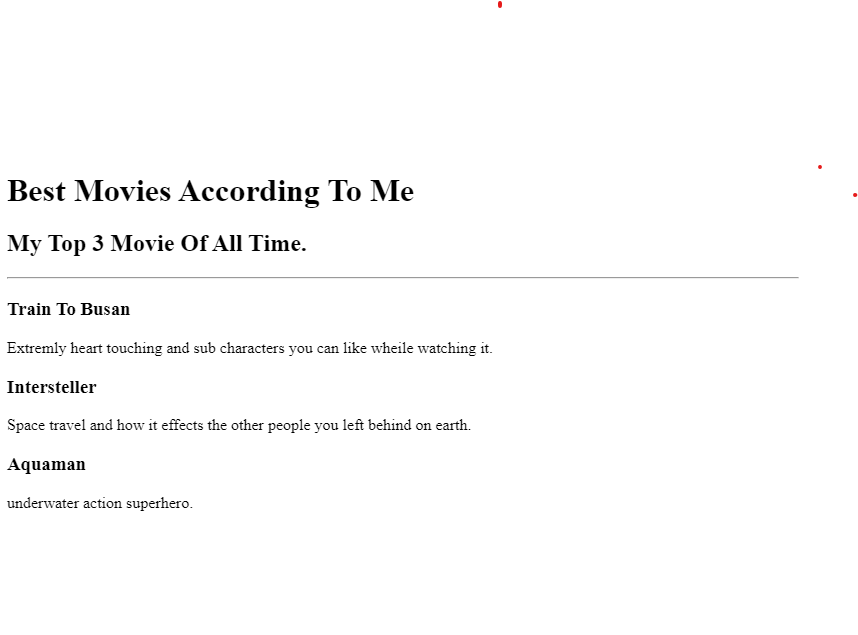 Best Movies According To Me
My Top 3 Movie Of All Time.
Train To Busan
Extremly heart touching and sub characters you can like wheile watching it.
Intersteller
Space travel and how it effects the other people you left behind on earth.
Aquaman
underwater action superhero.